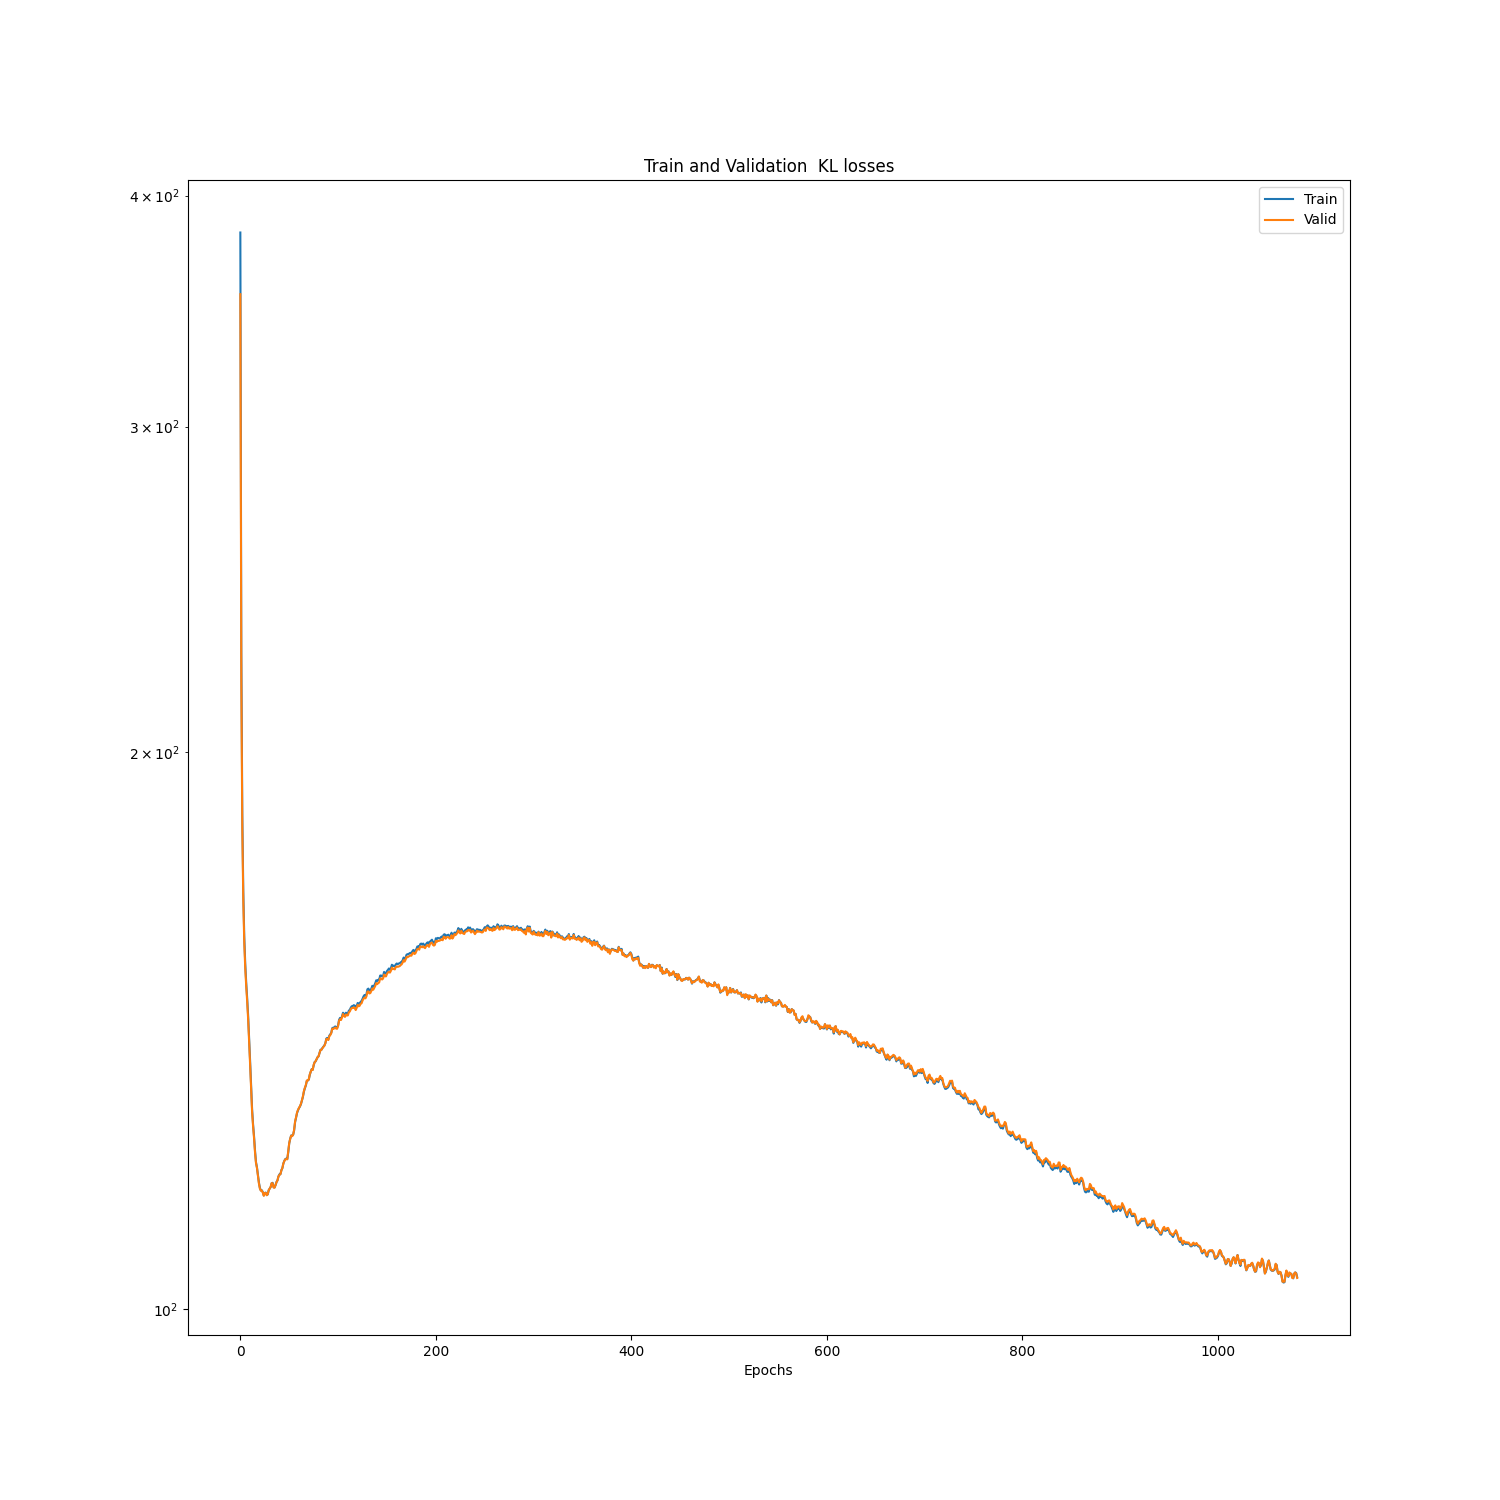 Train and Validation  KL losses
4 × 10²
3 × 10²
2 × 10²
10²
Train
Valid
0 200 400 600 800 1000
Epochs